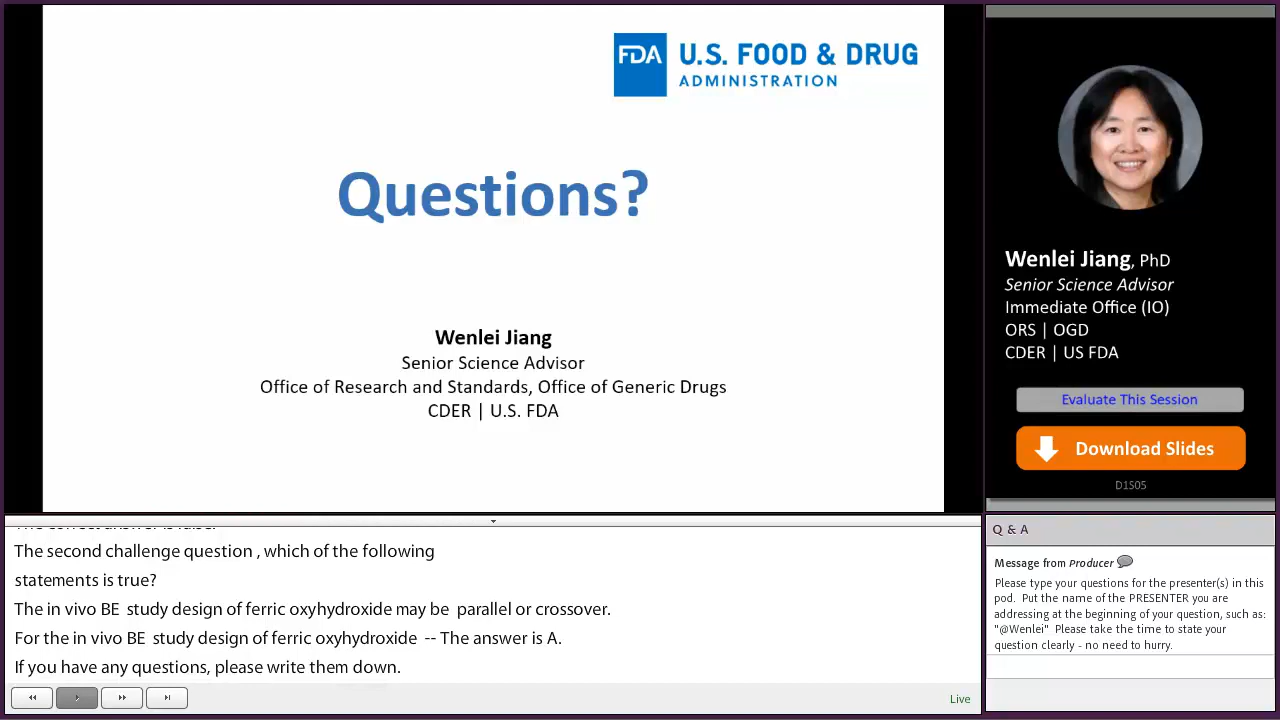 FDA U.S. FOOD & DRUG
ADMINISTRATION
Questions?
Wenlei Jiang
Senior Science Advisor
Office of Research and Standards, Office of Generic Drugs
CDER | U.S. FDA
Wenlei Jiang, PhD
Senior Science Advisor
Immediate Office (IO)
ORS | OGD
CDER | US FDA
Evaluate This Session
Download Slides
D1S05
The second challenge question , which of the following
statements is true?
The in vivo BE study design of ferric oxyhydroxide may be parallel or crossover.
For the in vivo BE study design of ferric oxyhydroxide -- The answer is A.
If you have any questions, please write them down.
Live
Q & A
Message from Producer
Please type your questions for the presenter(s) in this
pod. Put the name of the PRESENTER you are
addressing at the beginning of your question, such as:
"@Wenlei" Please take the time to state your
question clearly - no need to hurry.